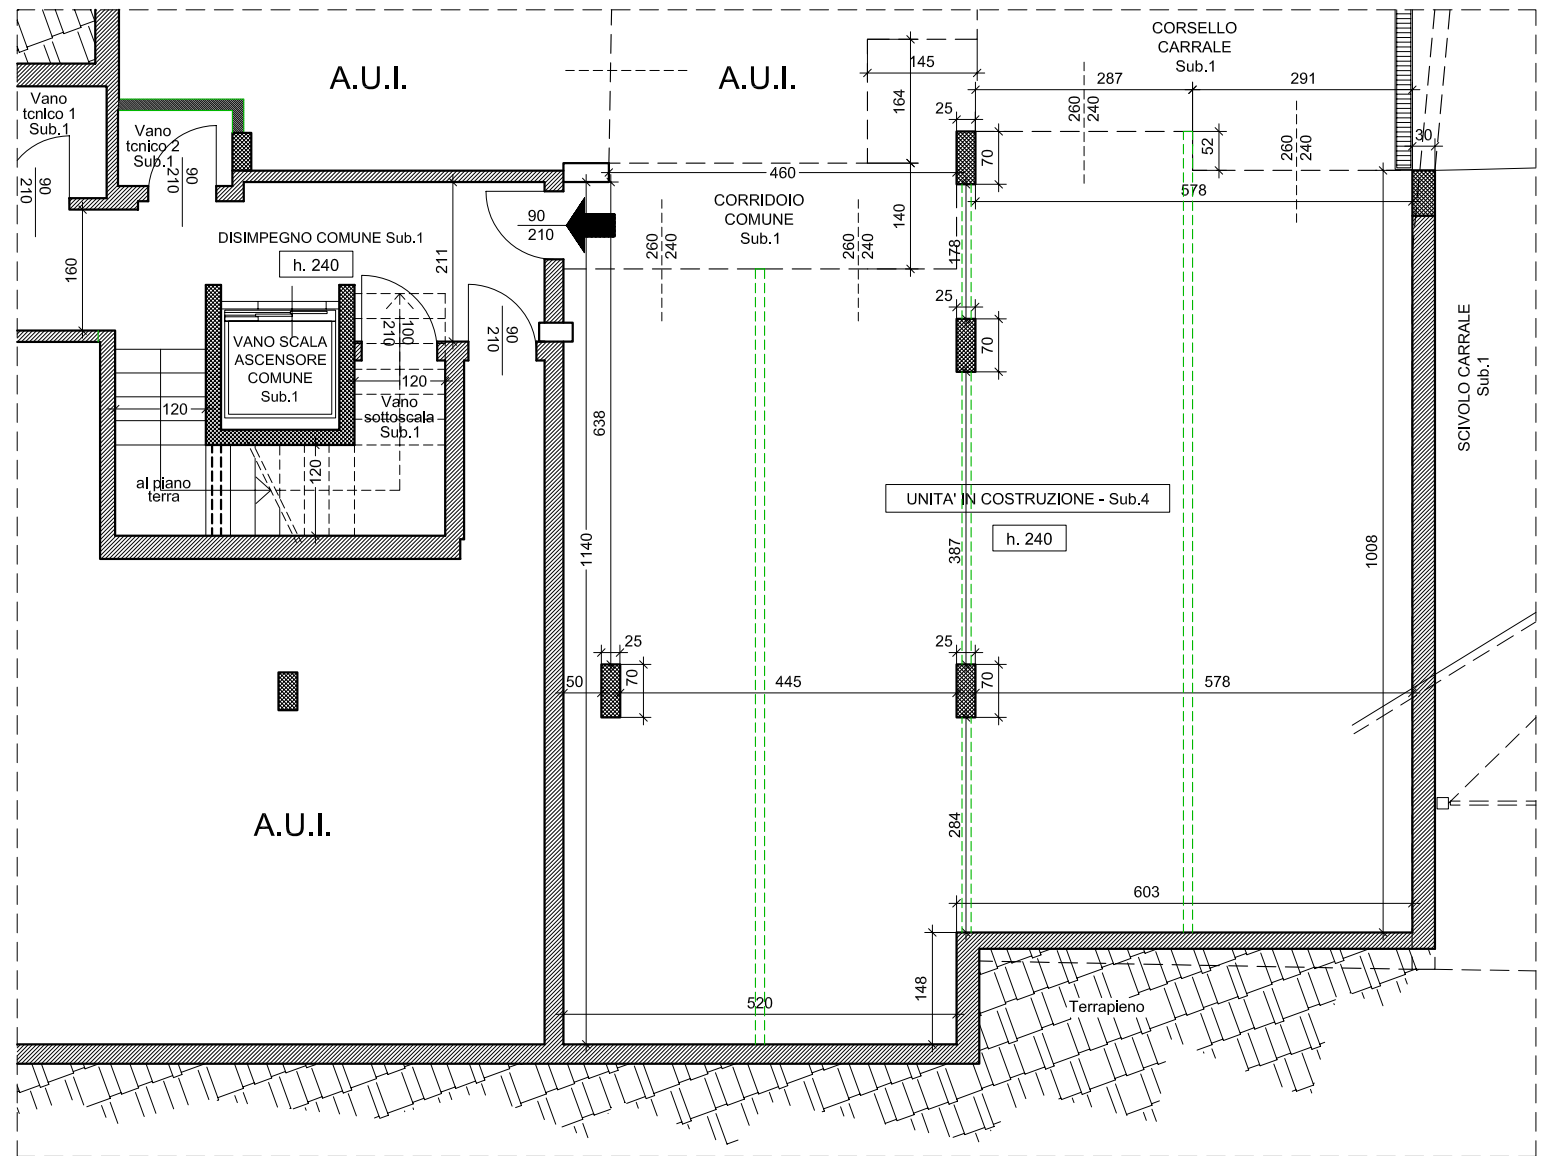 CORSELLO
CARRALE
Sub.1
A.U.I.
A.U.I.
145
287
291
164
25
260
240
260
240
52
30
70
Vano
tcnico 1
Sub.1
Vano
tcnico 2
Sub.1
90
210
90
210
460
578
CORRIDOIO
COMUNE
Sub.1
140
178
90
210
260
240
260
240
DISIMPEGNO COMUNE Sub.1
h. 240
211
160
25
70
100
210
90
210
VANO SCALA
ASCENSORE
COMUNE
Sub.1
120
120
Vano
sottoscala
Sub.1
120
al piano
terra
638
1140
SCIVOLO CARRALE
Sub.1
UNITA' IN COSTRUZIONE - Sub.4
h. 240
387
1008
25
25
50
70
445
70
578
A.U.I.
284
603
148
520
Terrapieno